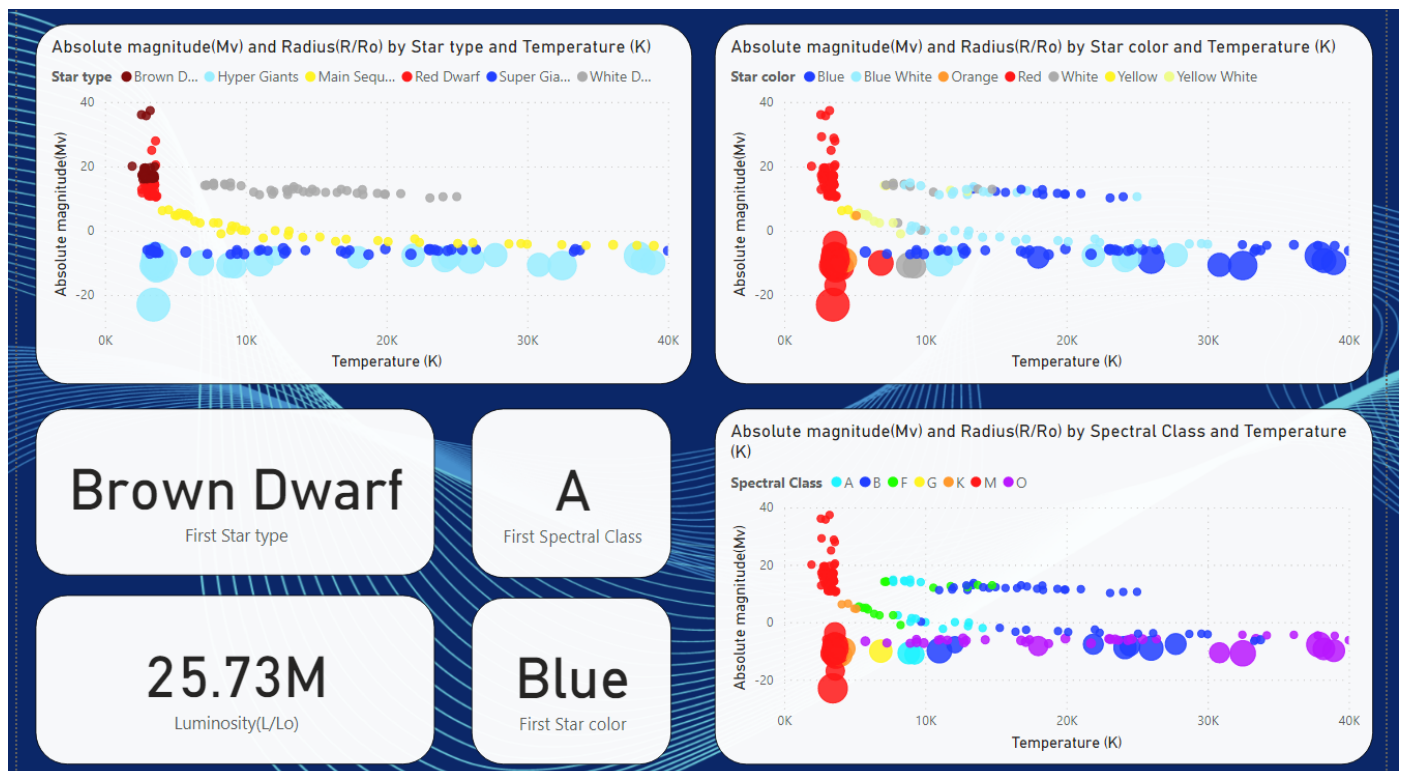 Absolute magnitude(Mv) and Radius(R/Ro) by Star type and Temperature (K)
Star type Brown D... Hyper Giants Main Sequ... Red Dwarf Super Gia... White D...
40
20
0
-20
Absolute magnitude(Mv)
0K 10K 20K 30K 40K
Temperature (K)
Absolute magnitude(Mv) and Radius(R/Ro) by Star color and Temperature (K)
Star color Blue Blue White Orange Red White Yellow Yellow White
40
20
0
-20
Absolute magnitude(Mv)
0K 10K 20K 30K 40K
Temperature (K)
Brown Dwarf
First Star type
A
First Spectral Class
25.73M
Luminosity(L/Lo)
Blue
First Star color
Absolute magnitude(Mv) and Radius(R/Ro) by Spectral Class and Temperature
(K)
Spectral Class A B F G K M O
40
20
0
-20
Absolute magnitude(Mv)
0K 10K 20K 30K 40K
Temperature (K)